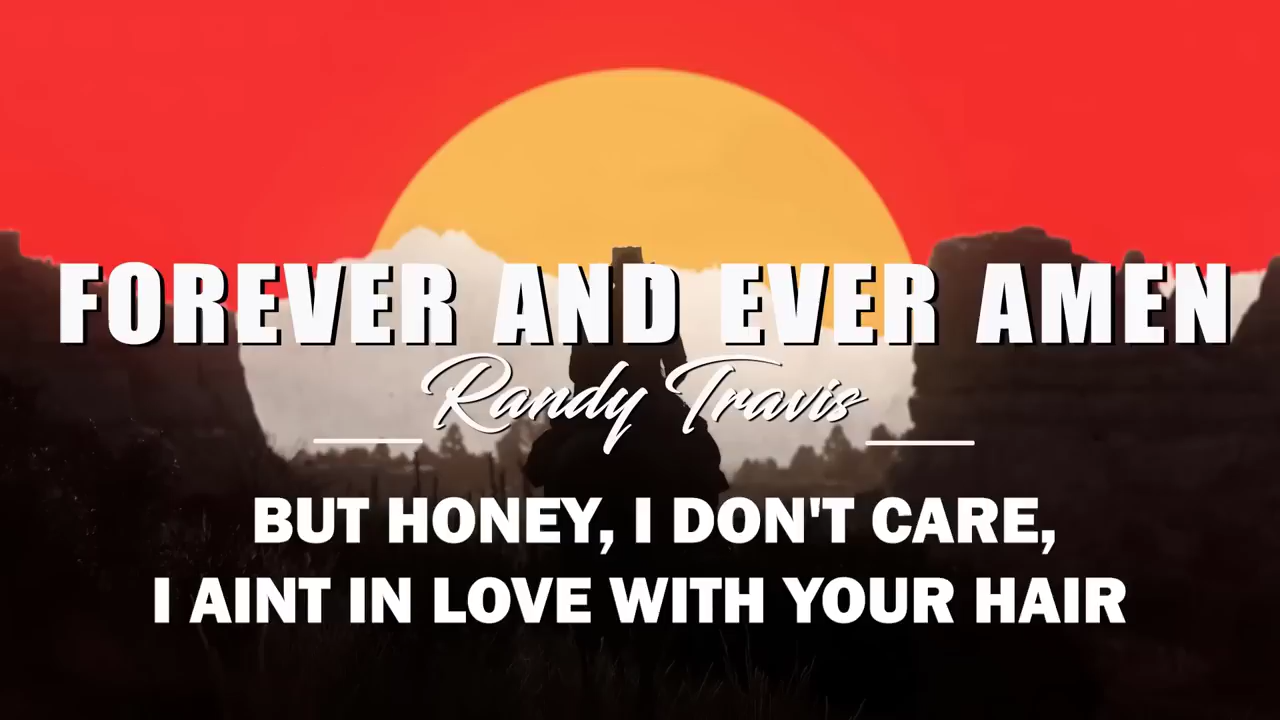 FOREVER AND EVER AMEN
Randy Travis
BUT HONEY, I DON'T CARE,
I AINT IN LOVE WITH YOUR HAIR